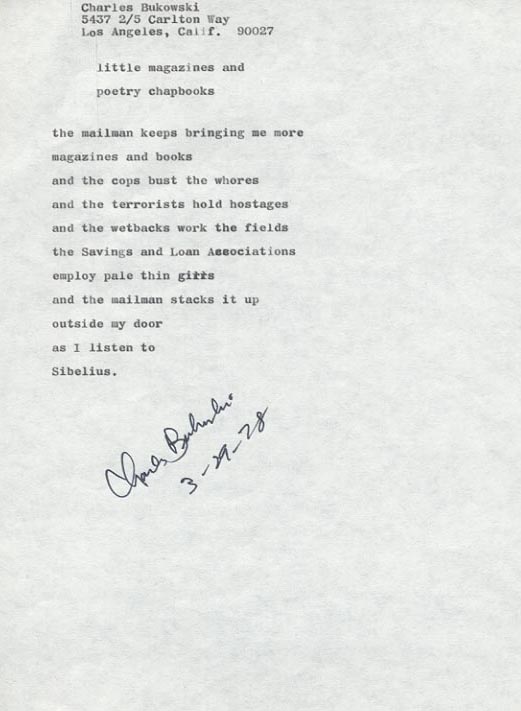 Charles Bukowski
5437 2/5 Carlton Way
Los Angeles, Calif. 90027
little magazines and
poetry chapbooks
the mailman keeps bringing me more
magazines and books
and the cops bust the whores
and the terrorists hold hostages
and the wetbacks work the fields
the Savings and Loan Associations
employ pale thin girls
and the mailman stacks it up
outside my door
as I listen to
Sibelius.
Charles Bukowski
3-29-78